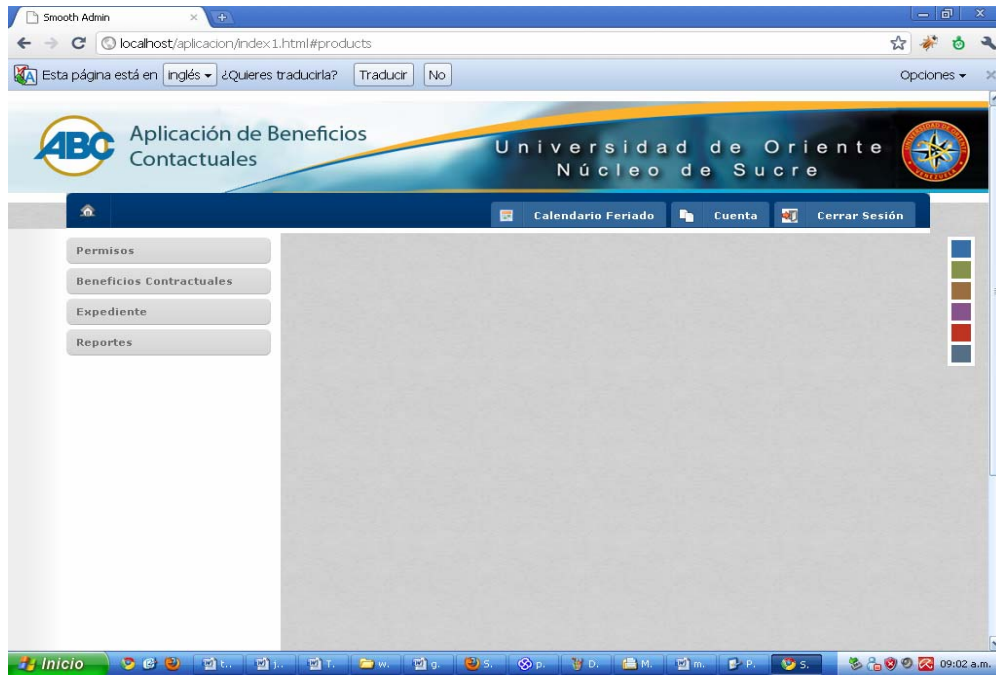 Smooth Admin
localhost/aplicacion/index1.html#products
Esta página está en inglés ¿Quieres traducirla? Traducir No Opciones
ABC
Aplicación de Beneficios
Contactuales
Universidad de Oriente
Núcleo de Sucre
Calendario Feriado Cuenta Cerrar Sesión
Permisos
Beneficios Contractuales
Expediente
Reportes
Inicio t.. j.. T. w. g. S. p. D. M. m. P. S. 09:02 a.m.